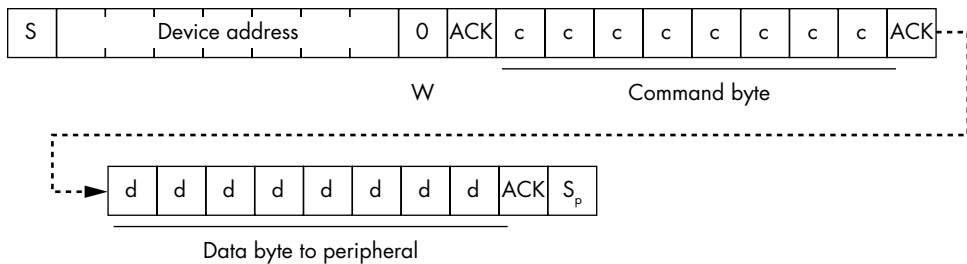 S Device address 0 ACK c c c c c c c c ACK
W Command byte
d d d d d d d d ACK Sp
Data byte to peripheral